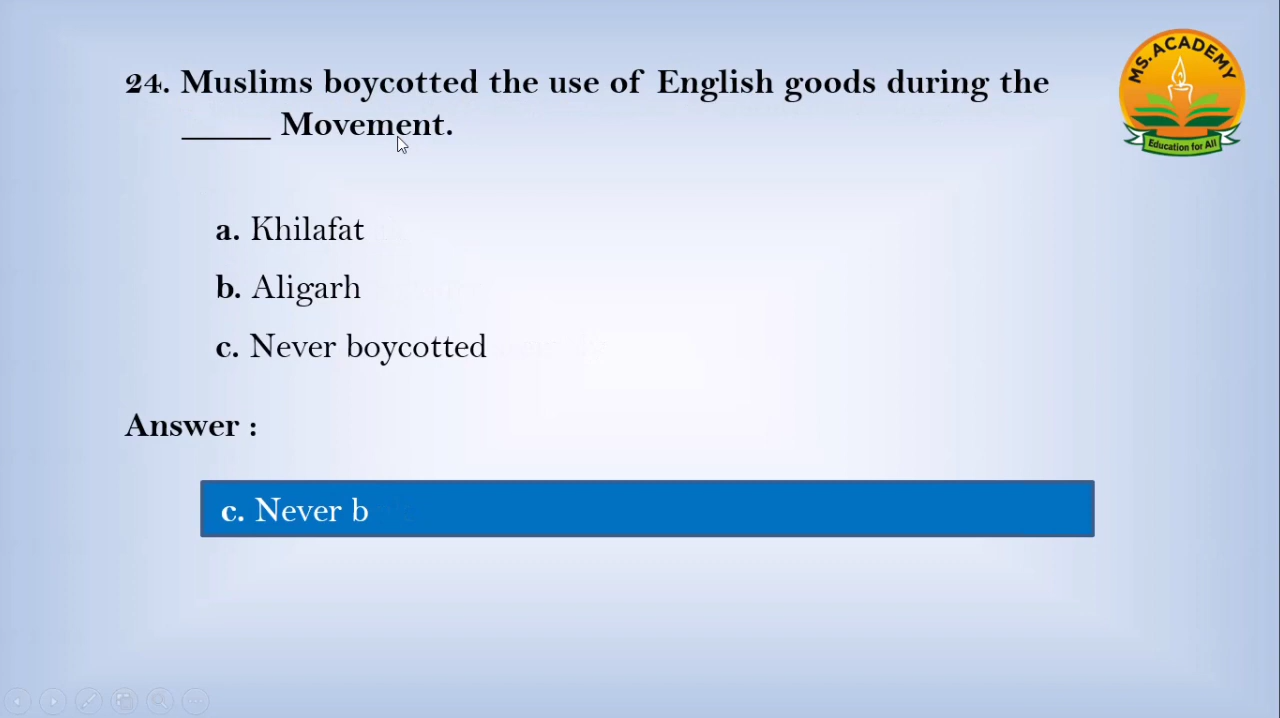 24. Muslims boycotted the use of English goods during the
_____ Movement.
MS. ACADEMY
Education for All
a. Khilafat
b. Aligarh
c. Never boycotted
Answer :
c. Never b